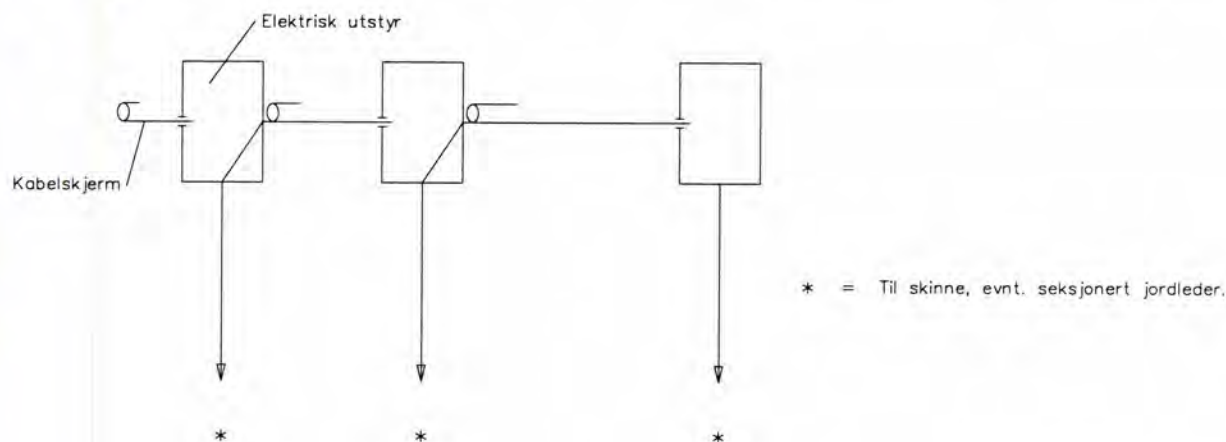 Elektrisk utstyr
Kabelskjerm
* = Til skinne, evnt. seksjonert jordleder.
* * *